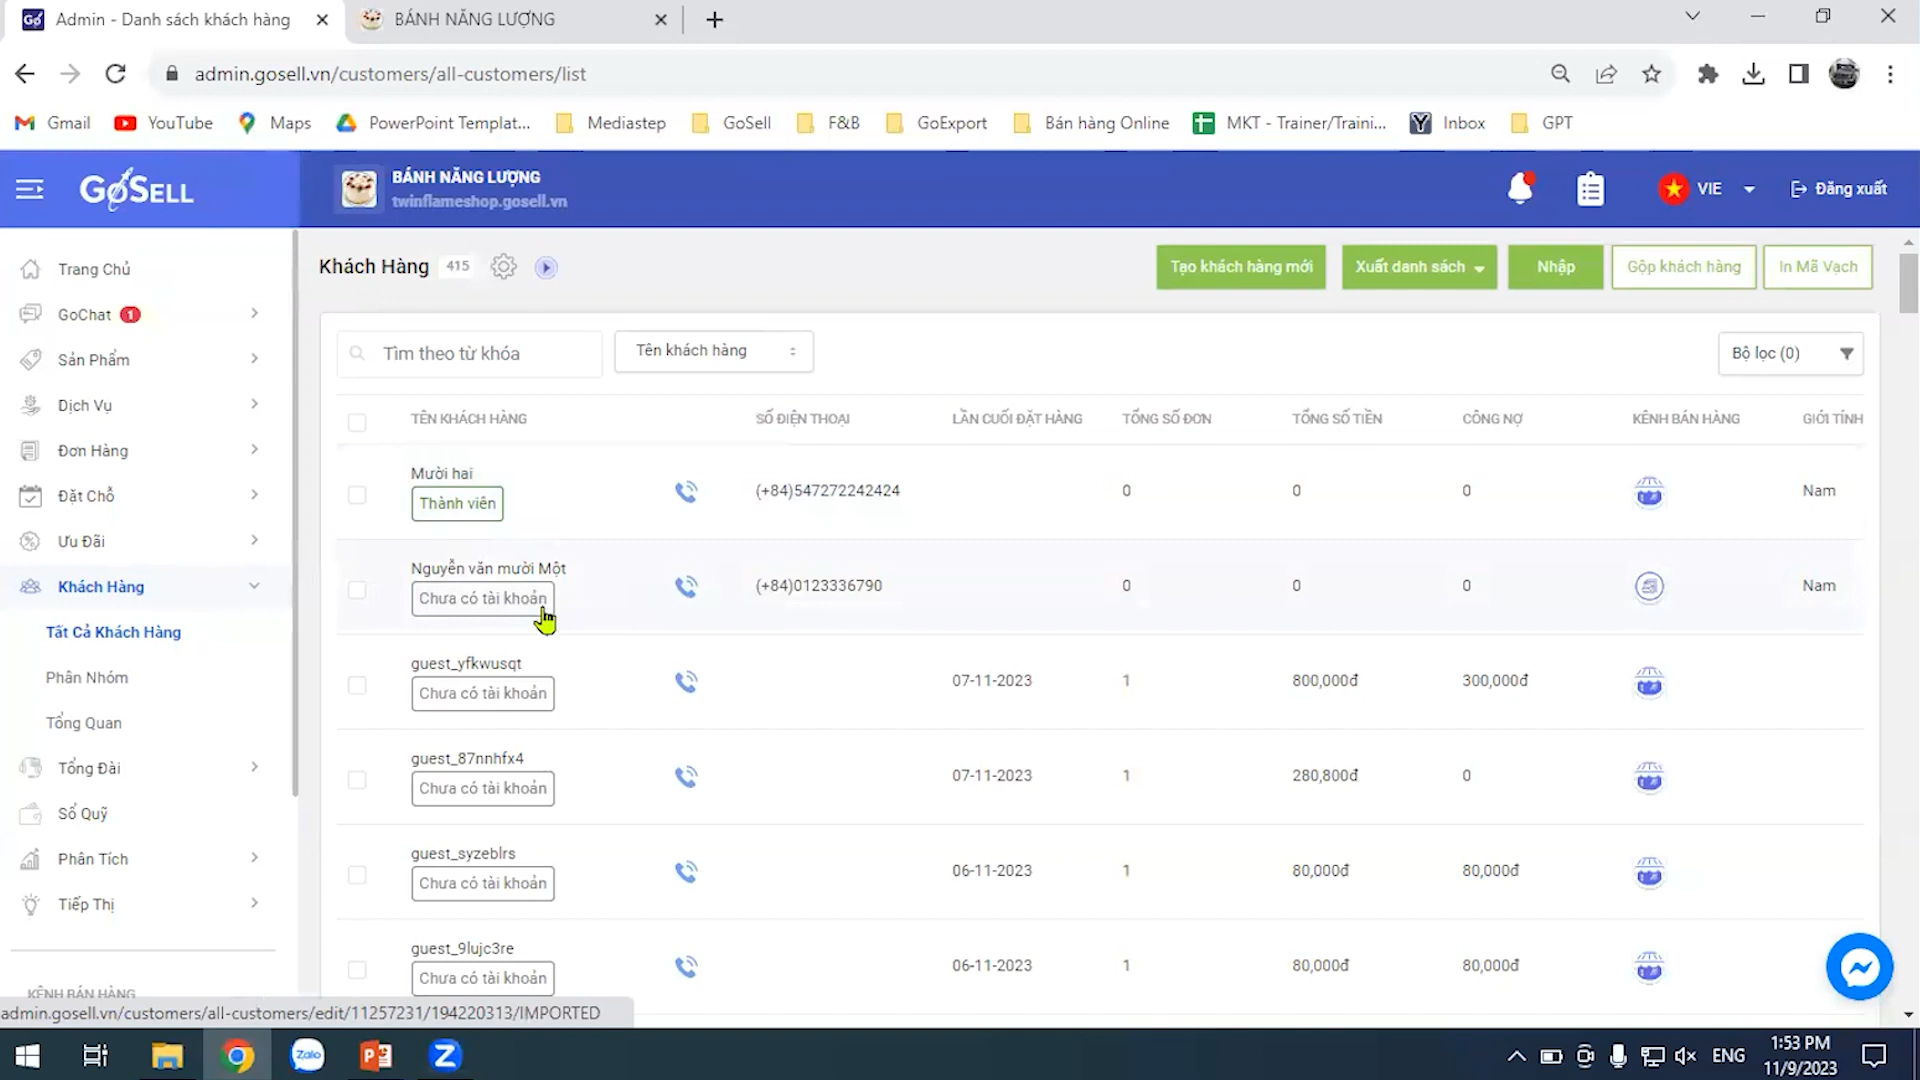 Admin - Danh sách khách hàng
BÁNH NĂNG LƯỢNG
admin.gosell.vn/customers/all-customers/list
Gmail
YouTube
Maps
PowerPoint Templat...
Mediastep
GoSell
F&B
GoExport
Bán hàng Online
MKT - Trainer/Traini...
Inbox
GPT
GoSELL
BÁNH NĂNG LƯỢNG
twinflameshop.gosell.vn
VIE
Đăng xuất
Trang Chủ
GoChat 1
Sản Phẩm
Dịch Vụ
Đơn Hàng
Đặt Chỗ
Ưu Đãi
Khách Hàng
Tất Cả Khách Hàng
Phân Nhóm
Tổng Quan
Tổng Đài
Sổ Quỹ
Phân Tích
Tiếp Thị
KÊNH BÁN HÀNG
Khách Hàng 415
Tạo khách hàng mới
Xuất danh sách
Nhập
Gộp khách hàng
In Mã Vạch
Tìm theo từ khóa
Tên khách hàng
Bộ lọc (0)
TÊN KHÁCH HÀNG SỐ ĐIỆN THOẠI LẦN CUỐI ĐẶT HÀNG TỔNG SỐ ĐƠN TỔNG SỐ TIỀN CÔNG NỢ KÊNH BÁN HÀNG GIỚI TÍNH
Mười hai
Thành viên
(+84)547272242424 0 0 0 Nam
Nguyễn văn mười Một
Chưa có tài khoản
(+84)0123336790 0 0 0 Nam
guest_yfkwusqt
Chưa có tài khoản
07-11-2023 1 800,000đ 300,000đ
guest_87nnhfx4
Chưa có tài khoản
07-11-2023 1 280,800đ 0
guest_syzeblrs
Chưa có tài khoản
06-11-2023 1 80,000đ 80,000đ
guest_9lujc3re
Chưa có tài khoản
06-11-2023 1 80,000đ 80,000đ
admin.gosell.vn/customers/all-customers/edit/11257231/194220313/IMPORTED
Zalo
ENG
1:53 PM
11/9/2023